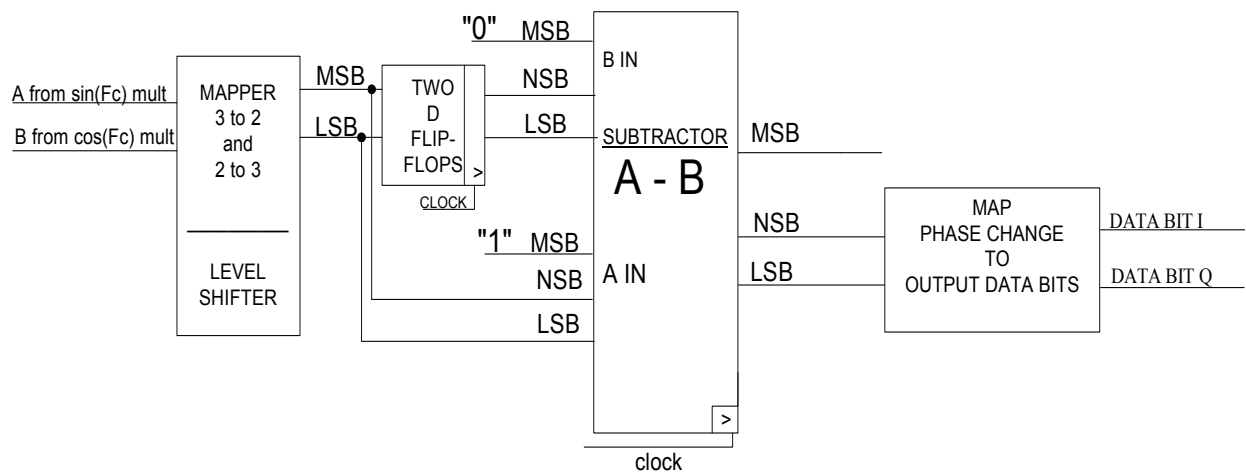 "0" MSB
B IN
MSB
TWO
D
FLIP-
FLOPS
>
NSB
A from sin(Fc) mult
MAPPER
3 to 2
and
2 to 3
LSB
LSB
B from cos(Fc) mult
SUBTRACTOR
A - B
MSB
CLOCK
MAP
PHASE CHANGE
TO
OUTPUT DATA BITS
NSB
DATA BIT I
"1" MSB
LEVEL
SHIFTER
NSB
A IN
LSB
DATA BIT Q
LSB
>
clock